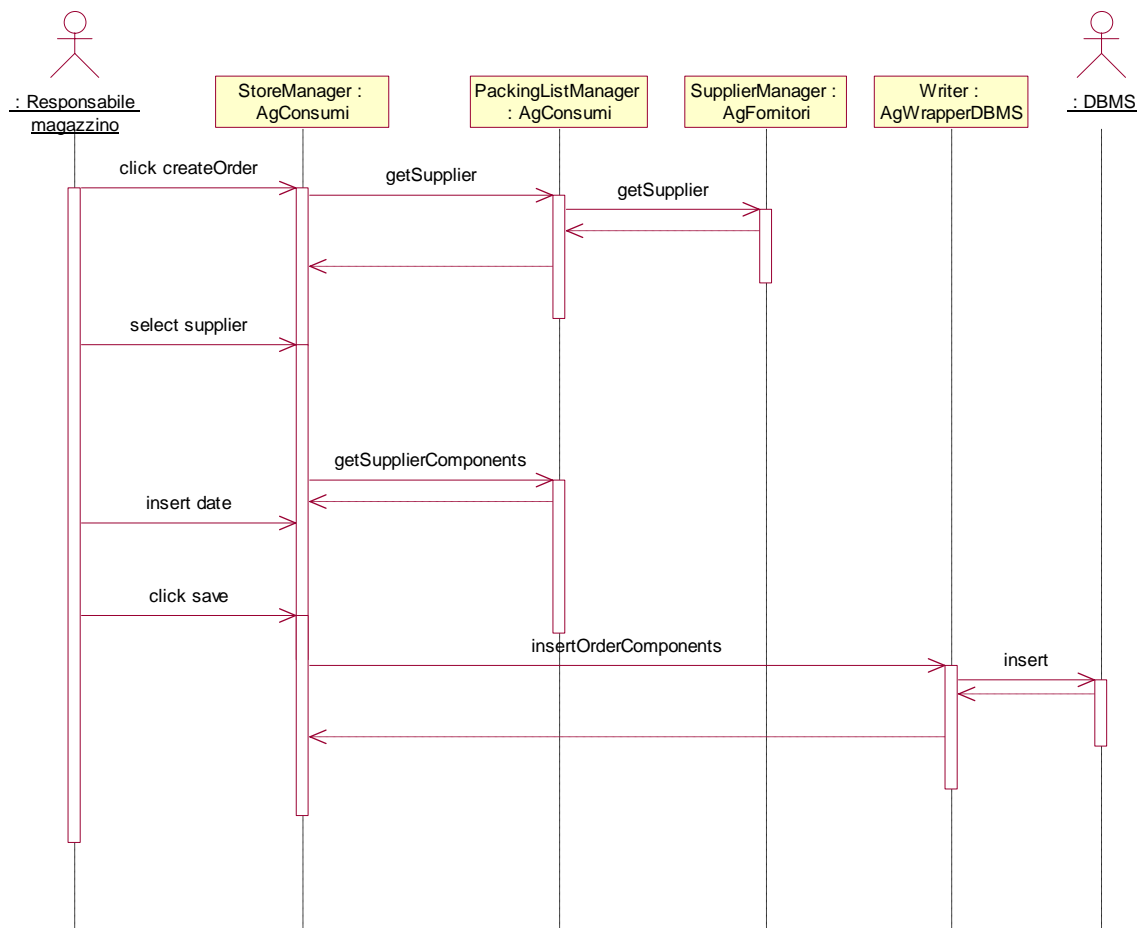 : Responsabile
magazzino
StoreManager :
AgConsumi
PackingListManager
: AgConsumi
SupplierManager :
AgFornitori
Writer :
AgWrapperDBMS
: DBMS
click createOrder
getSupplier
getSupplier
select supplier
getSupplierComponents
insert date
click save
insertOrderComponents
insert